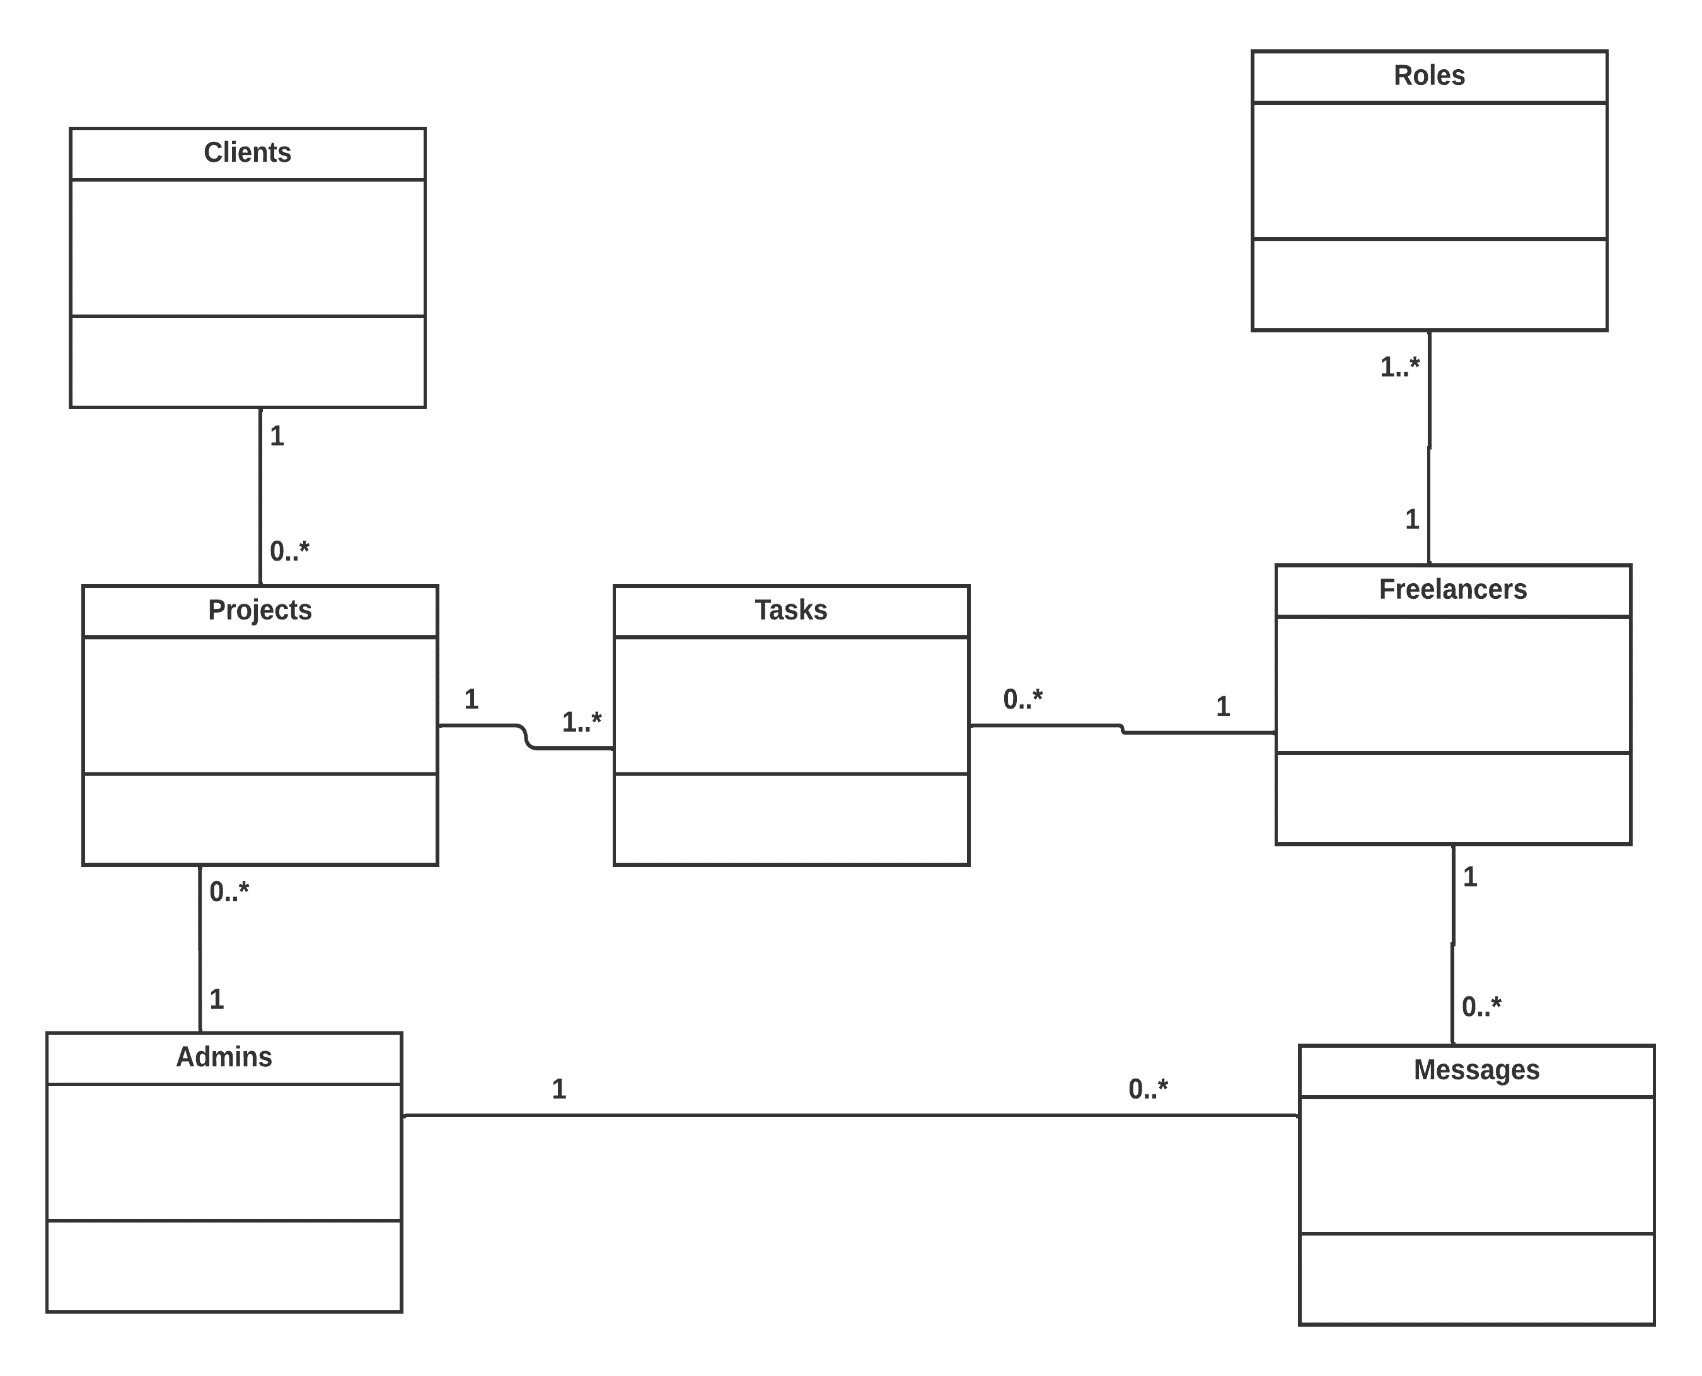 Roles
Clients
1..*
1
0..*
1
Projects
Tasks
Freelancers
1
1..*
0..*
1
0..*
1
1
0..*
Admins
Messages
1
0..*